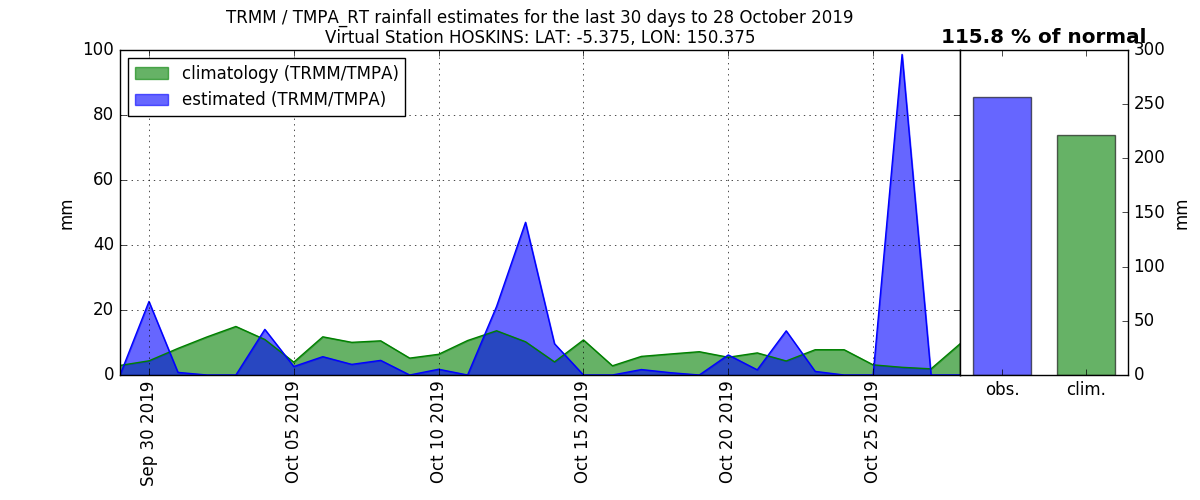 TRMM / TMPA_RT rainfall estimates for the last 30 days to 28 October 2019
Virtual Station HOSKINS: LAT: -5.375, LON: 150.375
115.8 % of normal
climatology (TRMM/TMPA)
estimated (TRMM/TMPA)
100
80
60
40
20
0
mm
Sep 30 2019
Oct 05 2019
Oct 10 2019
Oct 15 2019
Oct 20 2019
Oct 25 2019
300
250
200
150
100
50
0
mm
obs.
clim.